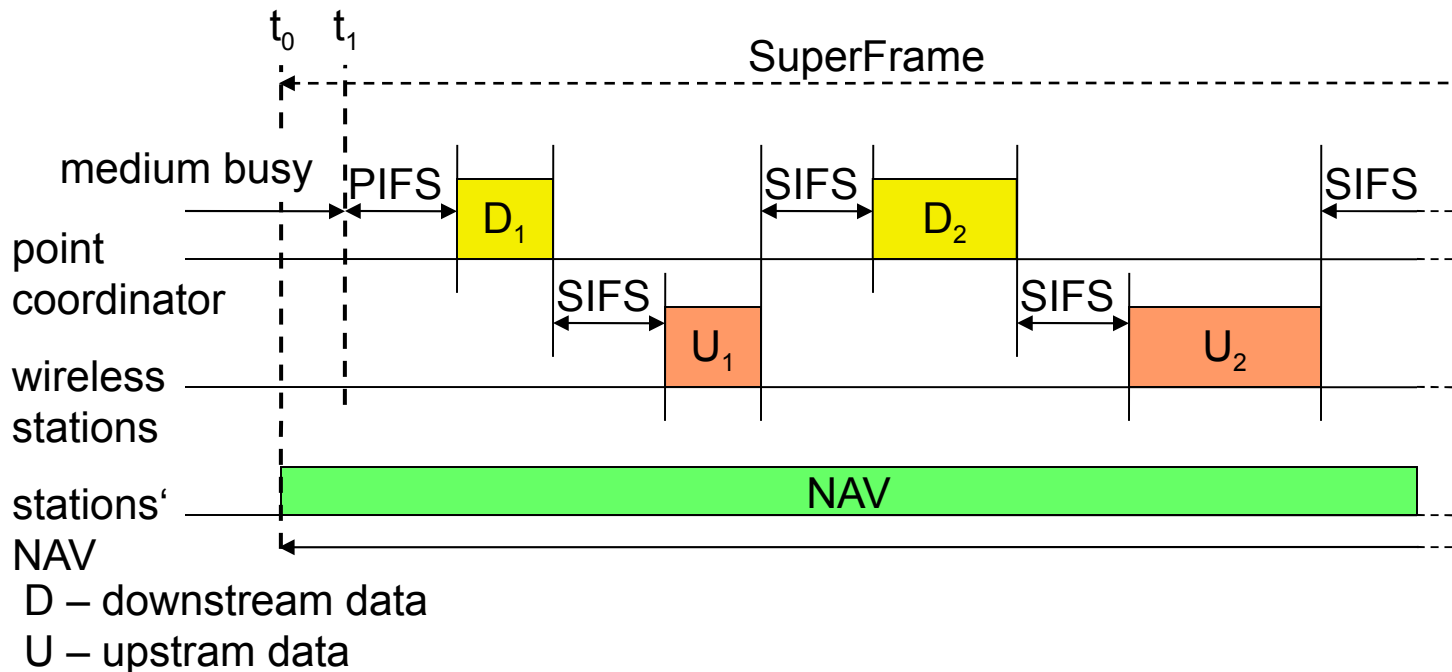 t₀ t₁
SuperFrame
medium busy
PIFS D₁ SIFS D₂ SIFS
point
coordinator
SIFS U₁ SIFS U₂
wireless
stations
stations‘
NAV
NAV
D – downstream data
U – upstram data